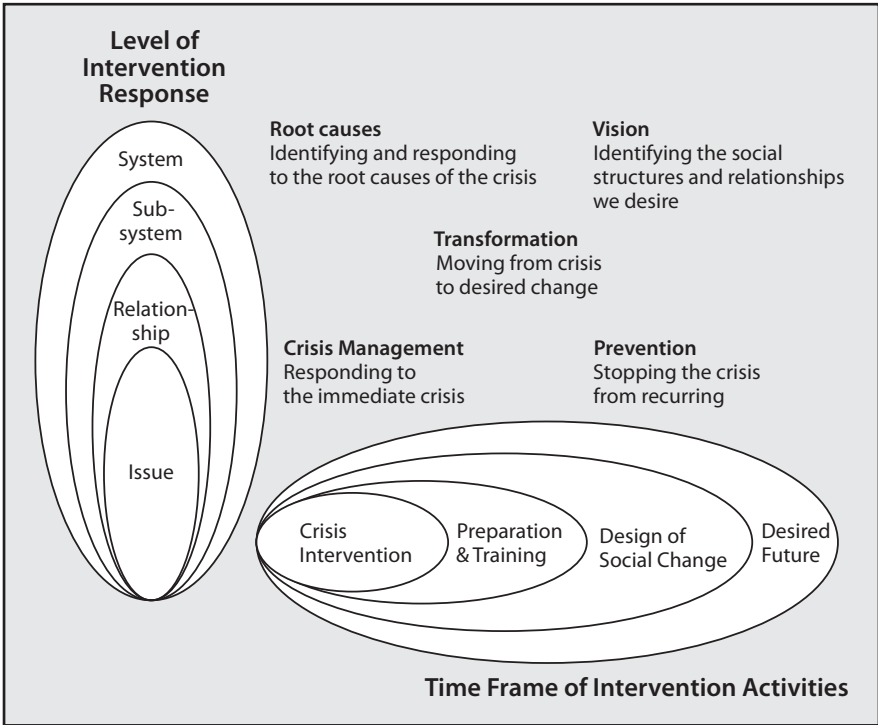 Level of
Intervention
Response
System
Sub-
system
Relation-
ship
Issue
Root causes
Identifying and responding
to the root causes of the crisis
Vision
Identifying the social
structures and relationships
we desire
Transformation
Moving from crisis
to desired change
Crisis Management
Responding to
the immediate crisis
Prevention
Stopping the crisis
from recurring
Crisis
Intervention
Preparation
& Training
Design of
Social Change
Desired
Future
Time Frame of Intervention Activities